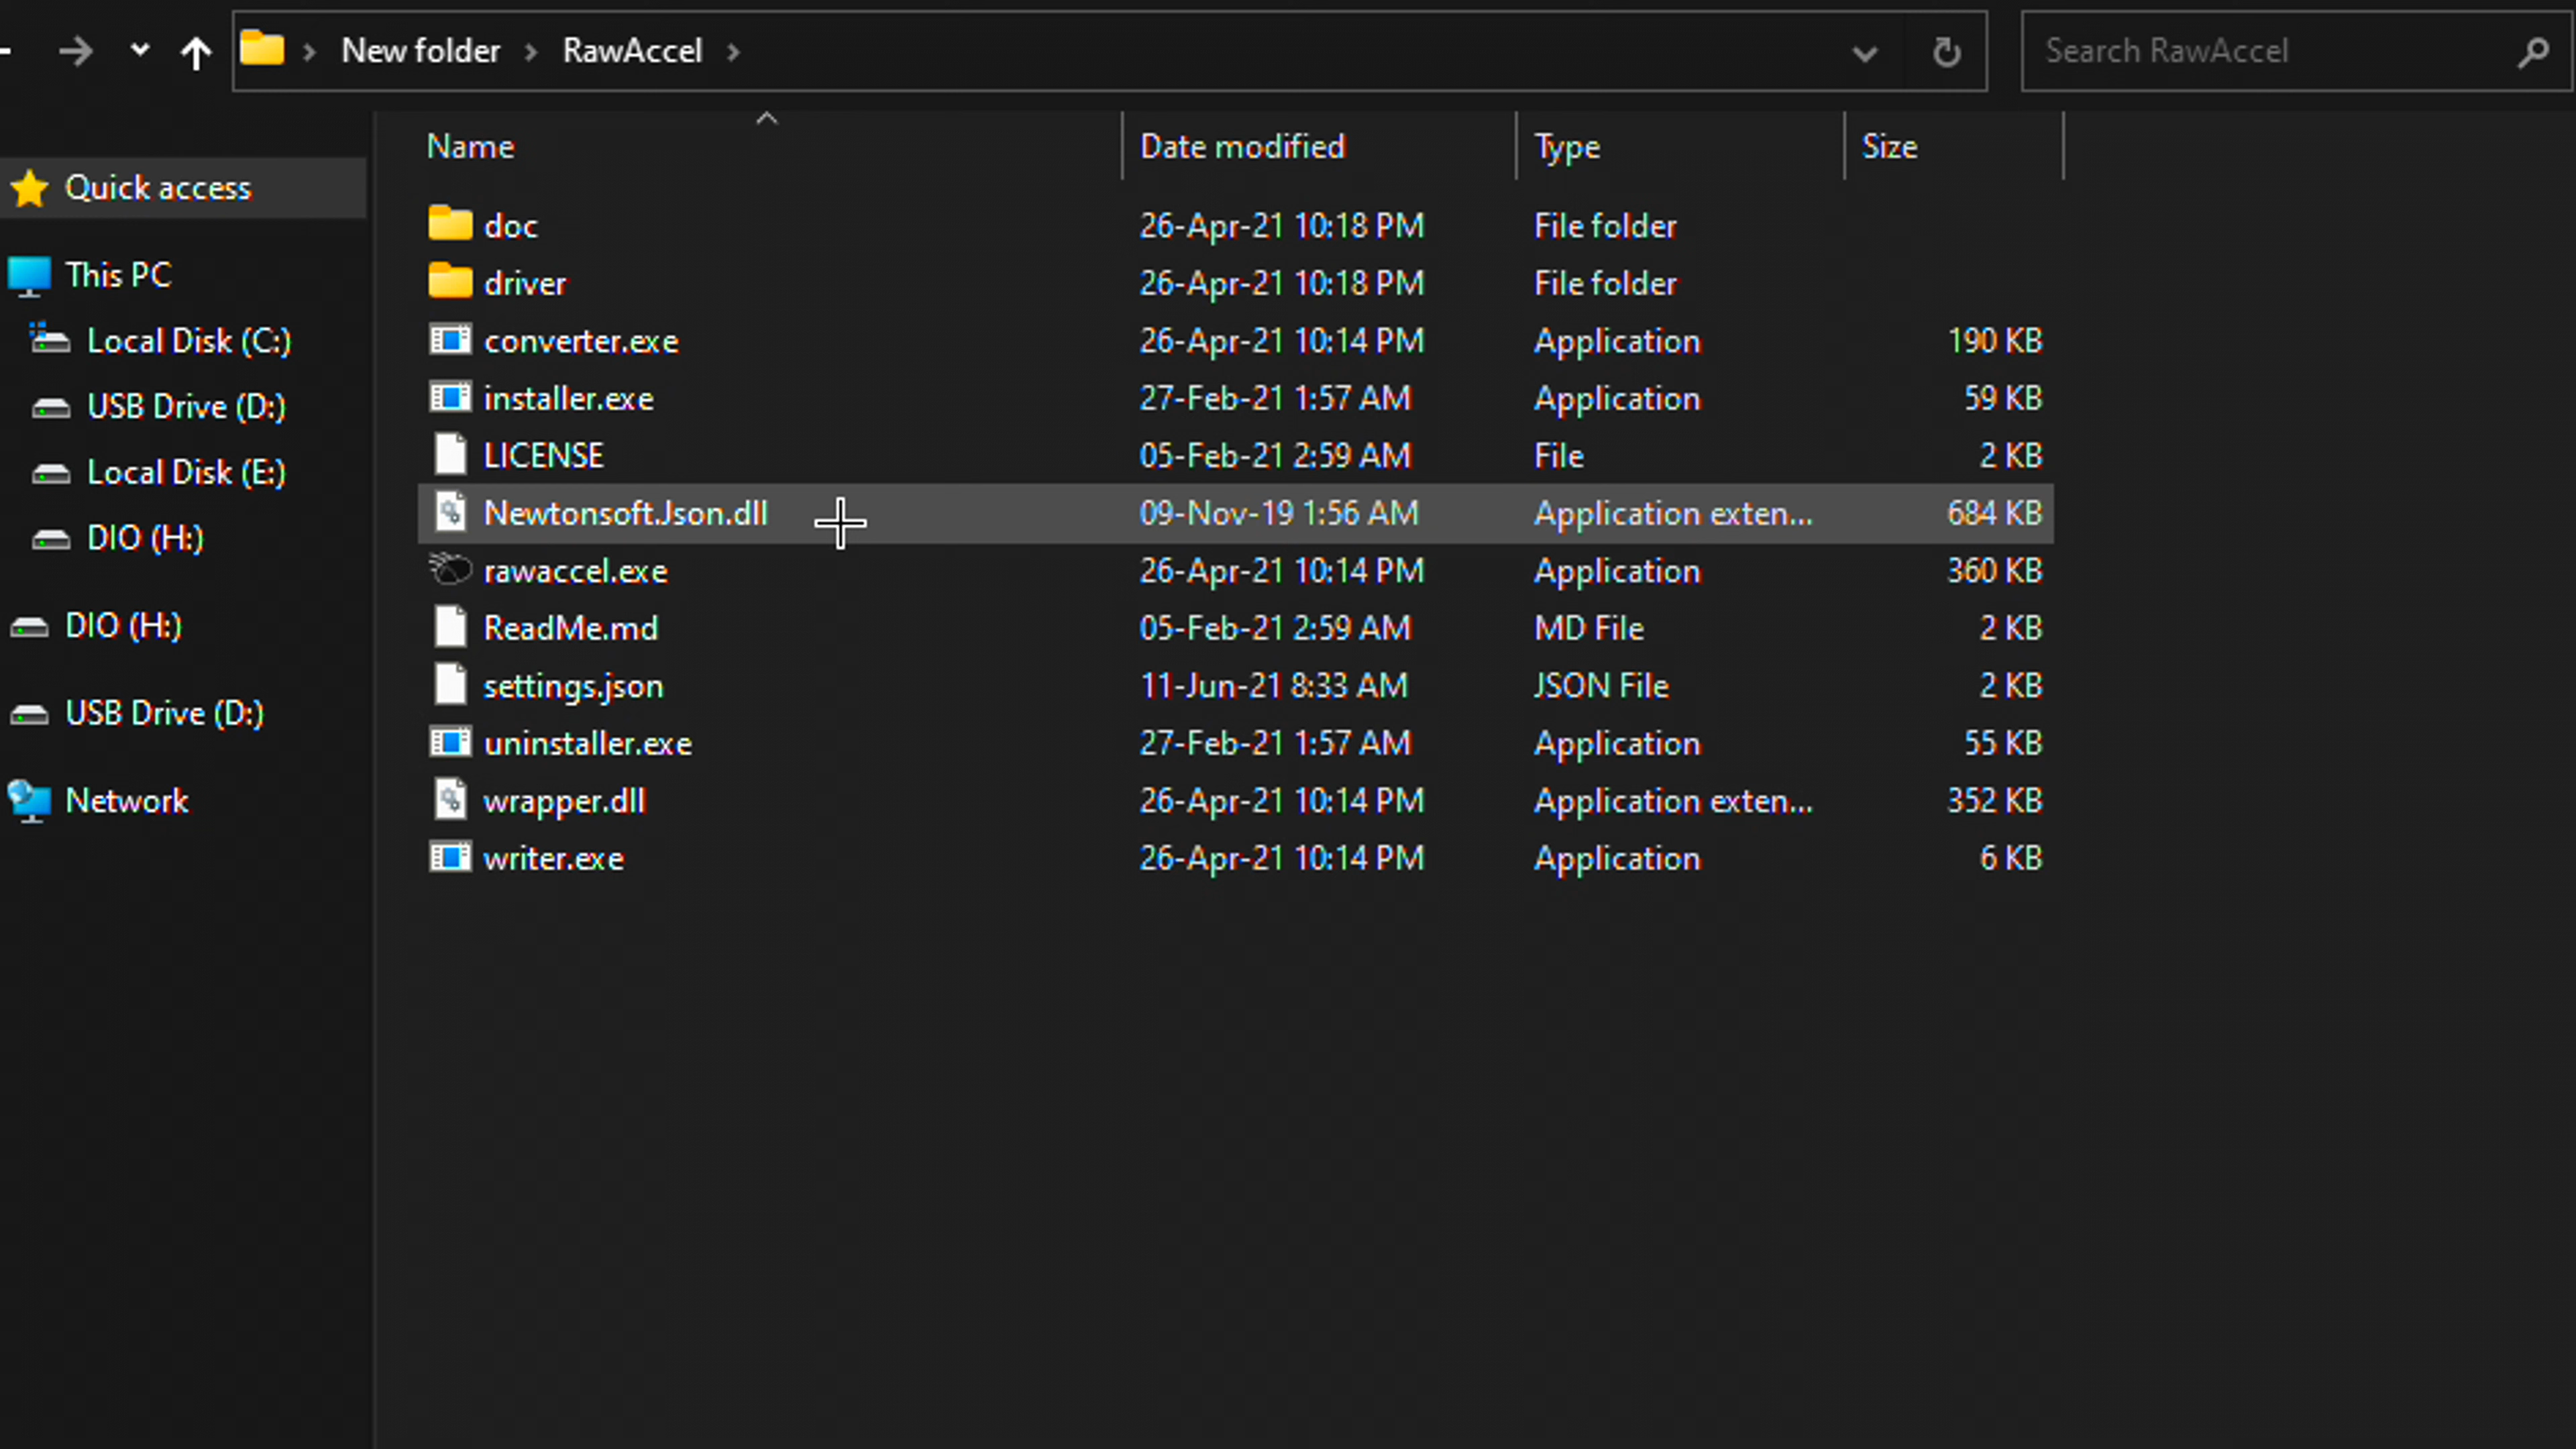 New folder RawAccel
Search RawAccel
Name Date modified Type Size
Quick access
This PC
Local Disk (C:)
USB Drive (D:)
Local Disk (E:)
DIO (H:)
DIO (H:)
USB Drive (D:)
Network
doc 26-Apr-21 10:18 PM File folder
driver 26-Apr-21 10:18 PM File folder
converter.exe 26-Apr-21 10:14 PM Application 190 KB
installer.exe 27-Feb-21 1:57 AM Application 59 KB
LICENSE 05-Feb-21 2:59 AM File 2 KB
Newtonsoft.Json.dll 09-Nov-19 1:56 AM Application exten... 684 KB
rawaccel.exe 26-Apr-21 10:14 PM Application 360 KB
ReadMe.md 05-Feb-21 2:59 AM MD File 2 KB
settings.json 11-Jun-21 8:33 AM JSON File 2 KB
uninstaller.exe 27-Feb-21 1:57 AM Application 55 KB
wrapper.dll 26-Apr-21 10:14 PM Application exten... 352 KB
writer.exe 26-Apr-21 10:14 PM Application 6 KB